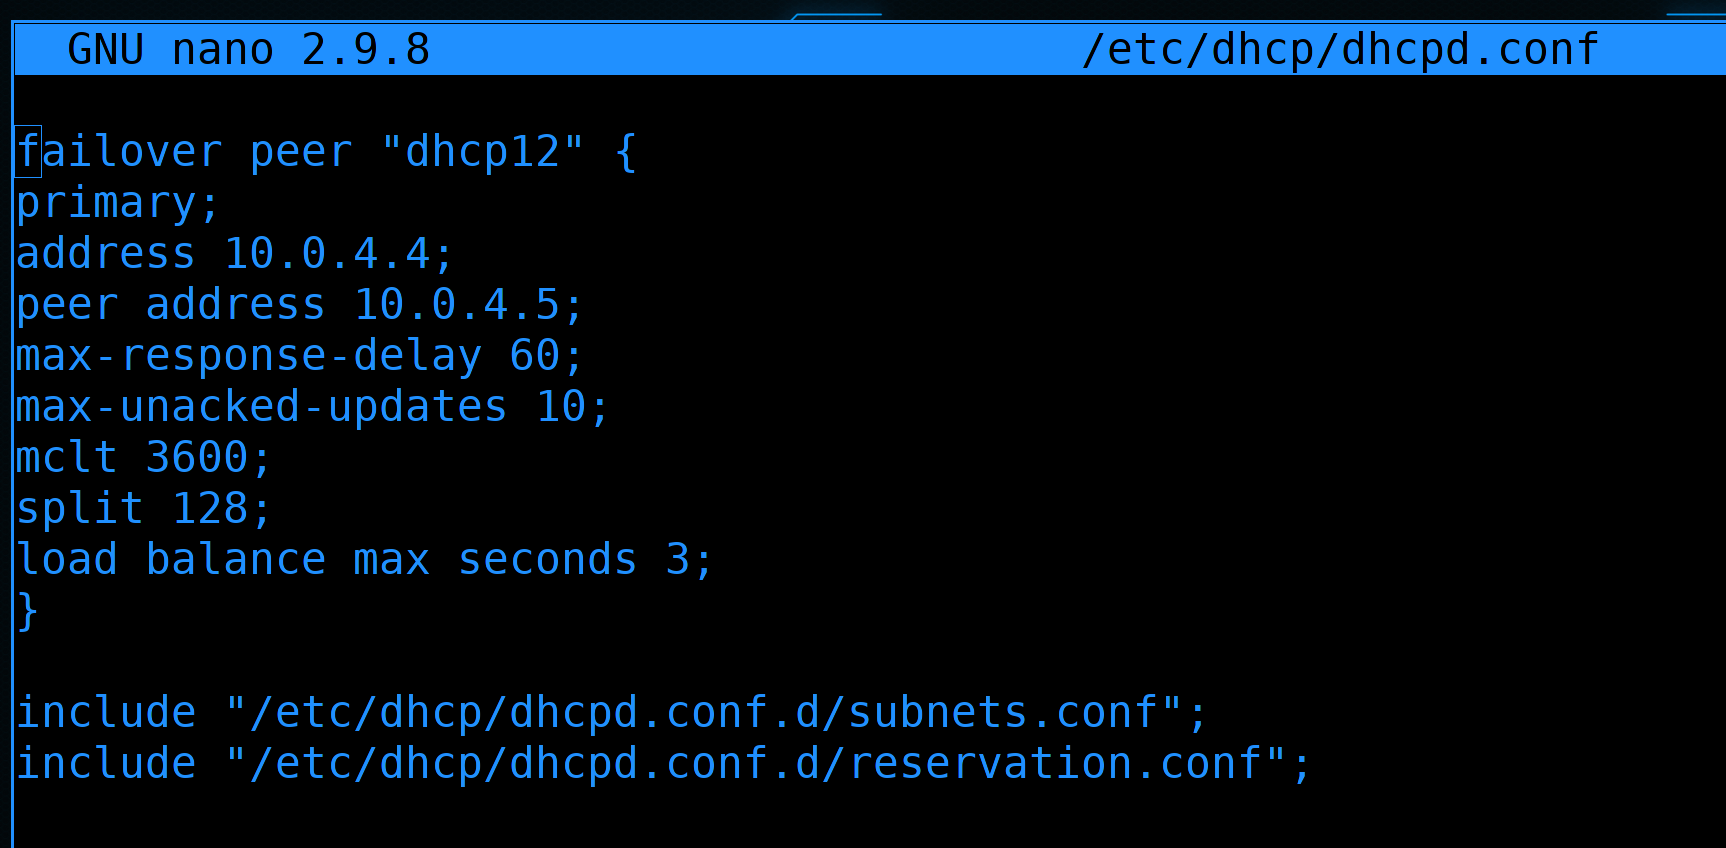 GNU nano 2.9.8 /etc/dhcp/dhcpd.conf
failover peer "dhcp12" {
primary;
address 10.0.4.4;
peer address 10.0.4.5;
max-response-delay 60;
max-unacked-updates 10;
mclt 3600;
split 128;
load balance max seconds 3;
}
include "/etc/dhcp/dhcpd.conf.d/subnets.conf";
include "/etc/dhcp/dhcpd.conf.d/reservation.conf";